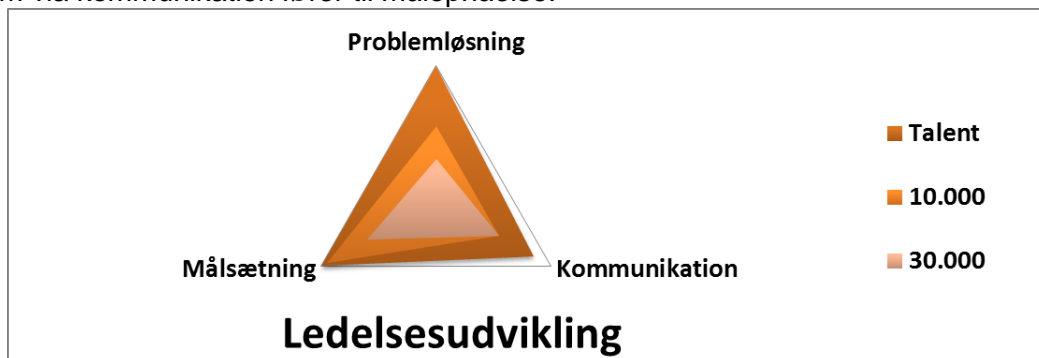 Problemløsning
Talent
10.000
Målsætning
Kommunikation
30.000
Ledelsesudvikling